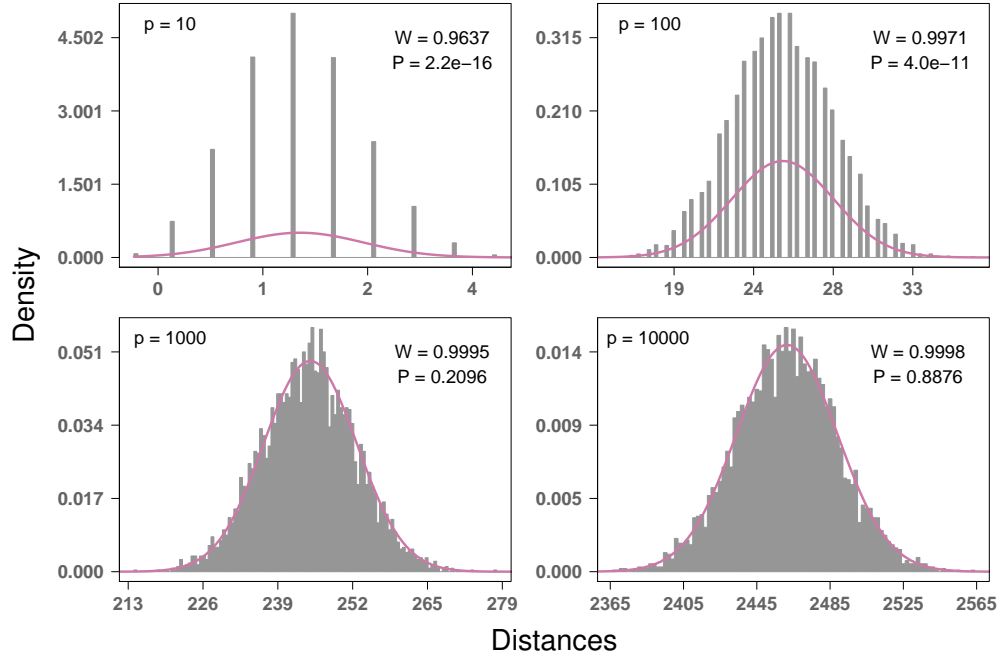 p = 10
W = 0.9637
P = 2.2e−16
4.502
3.001
1.501
0.000
0 1 2 4
p = 100
W = 0.9971
P = 4.0e−11
0.315
0.210
0.105
0.000
19 24 28 33
p = 1000
W = 0.9995
P = 0.2096
0.051
0.034
0.017
0.000
213 226 239 252 265 279
p = 10000
W = 0.9998
P = 0.8876
0.014
0.009
0.005
0.000
2365 2405 2445 2485 2525 2565
Density
Distances